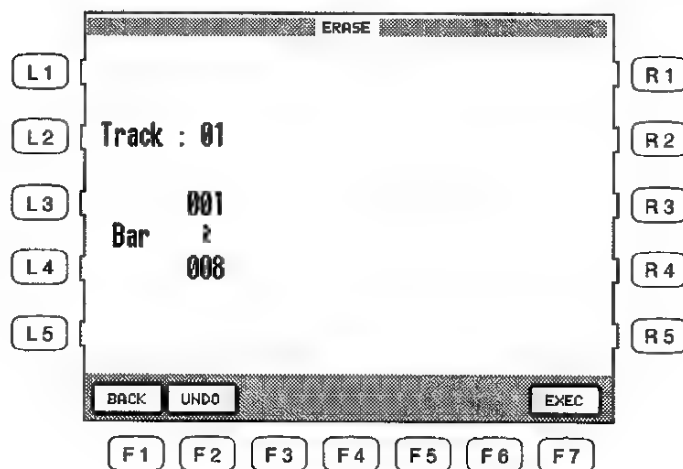 ERASE
L1 R1
L2 Track : 01 R2
L3 001 R3
Bar ≀
L4 008 R4
L5 R5
BACK UNDO EXEC
F1 F2 F3 F4 F5 F6 F7